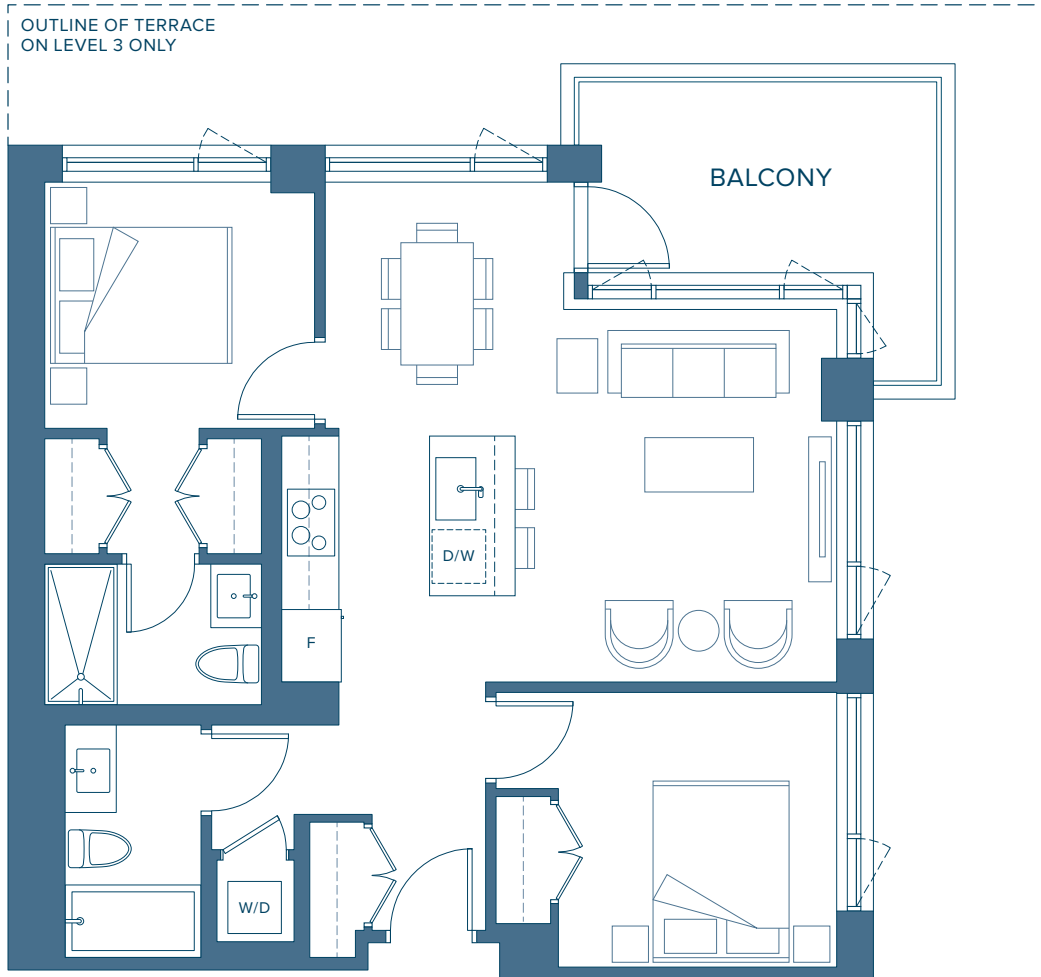 OUTLINE OF TERRACE
ON LEVEL 3 ONLY
BALCONY
D/W
F
W/D